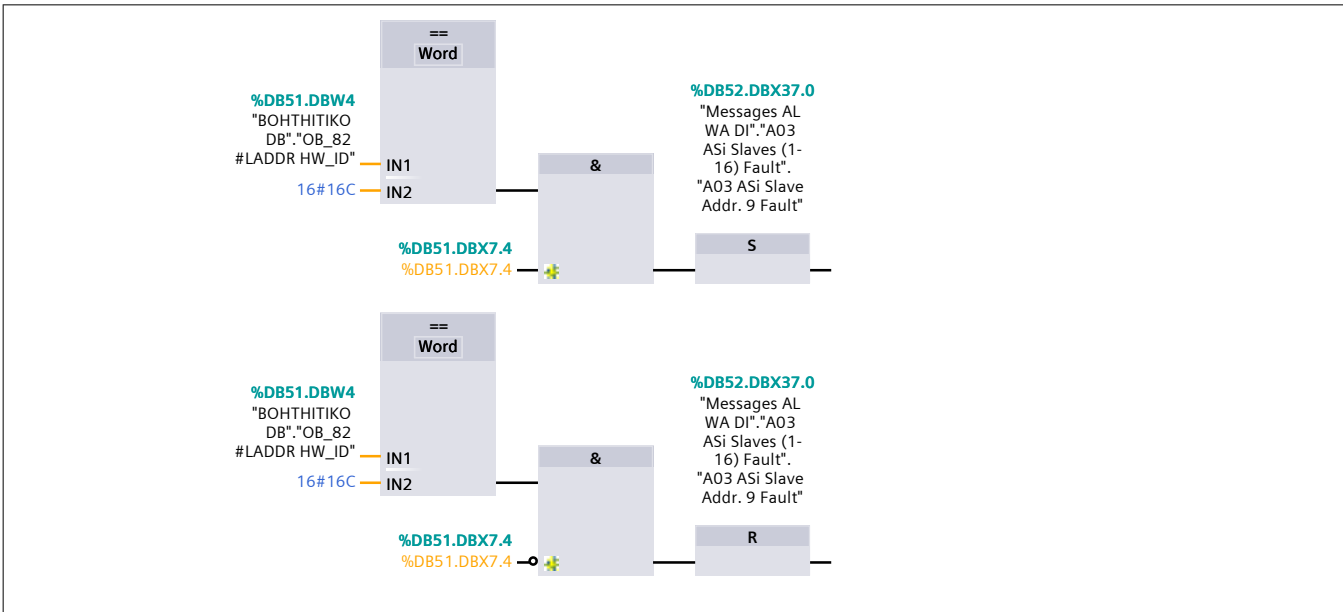 ==
Word
%DB51.DBW4
"BOHTHITIKO
DB"."OB_82
#LADDR HW_ID"
IN1
16#16C
IN2
&
%DB51.DBX7.4
%DB51.DBX7.4
%DB52.DBX37.0
"Messages AL
WA DI"."A03
ASi Slaves (1-
16) Fault".
"A03 ASi Slave
Addr. 9 Fault"
S
==
Word
%DB51.DBW4
"BOHTHITIKO
DB"."OB_82
#LADDR HW_ID"
IN1
16#16C
IN2
&
%DB51.DBX7.4
%DB51.DBX7.4
%DB52.DBX37.0
"Messages AL
WA DI"."A03
ASi Slaves (1-
16) Fault".
"A03 ASi Slave
Addr. 9 Fault"
R